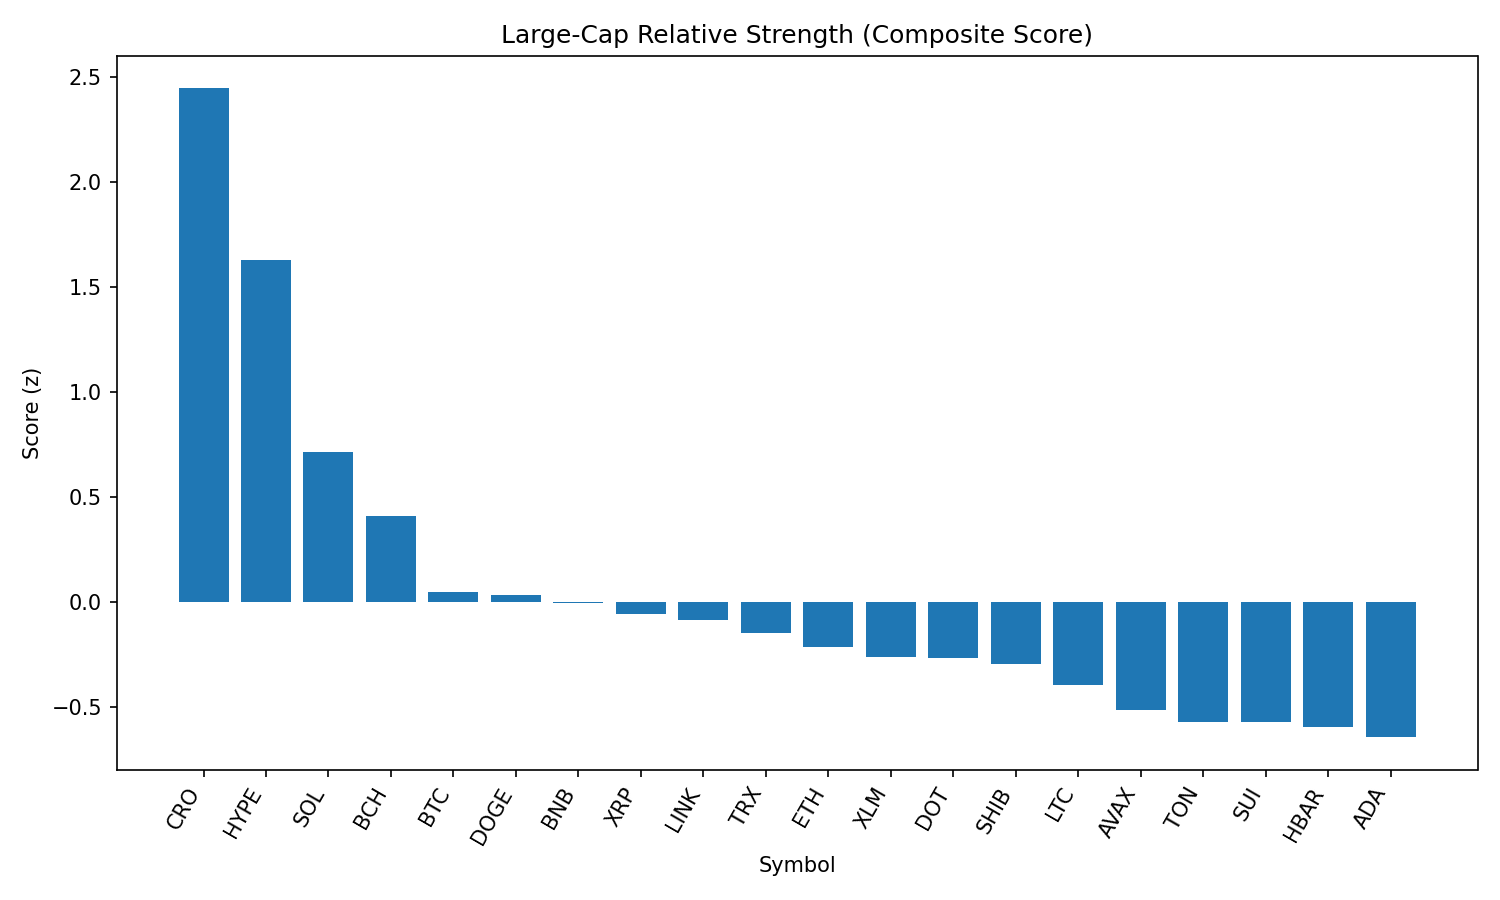 Large-Cap Relative Strength (Composite Score)
2.5
2.0
1.5
1.0
0.5
0.0
−0.5
Score (z)
CRO
HYPE
SOL
BCH
BTC
DOGE
BNB
XRP
LINK
TRX
ETH
XLM
DOT
SHIB
LTC
AVAX
TON
SUI
HBAR
ADA
Symbol